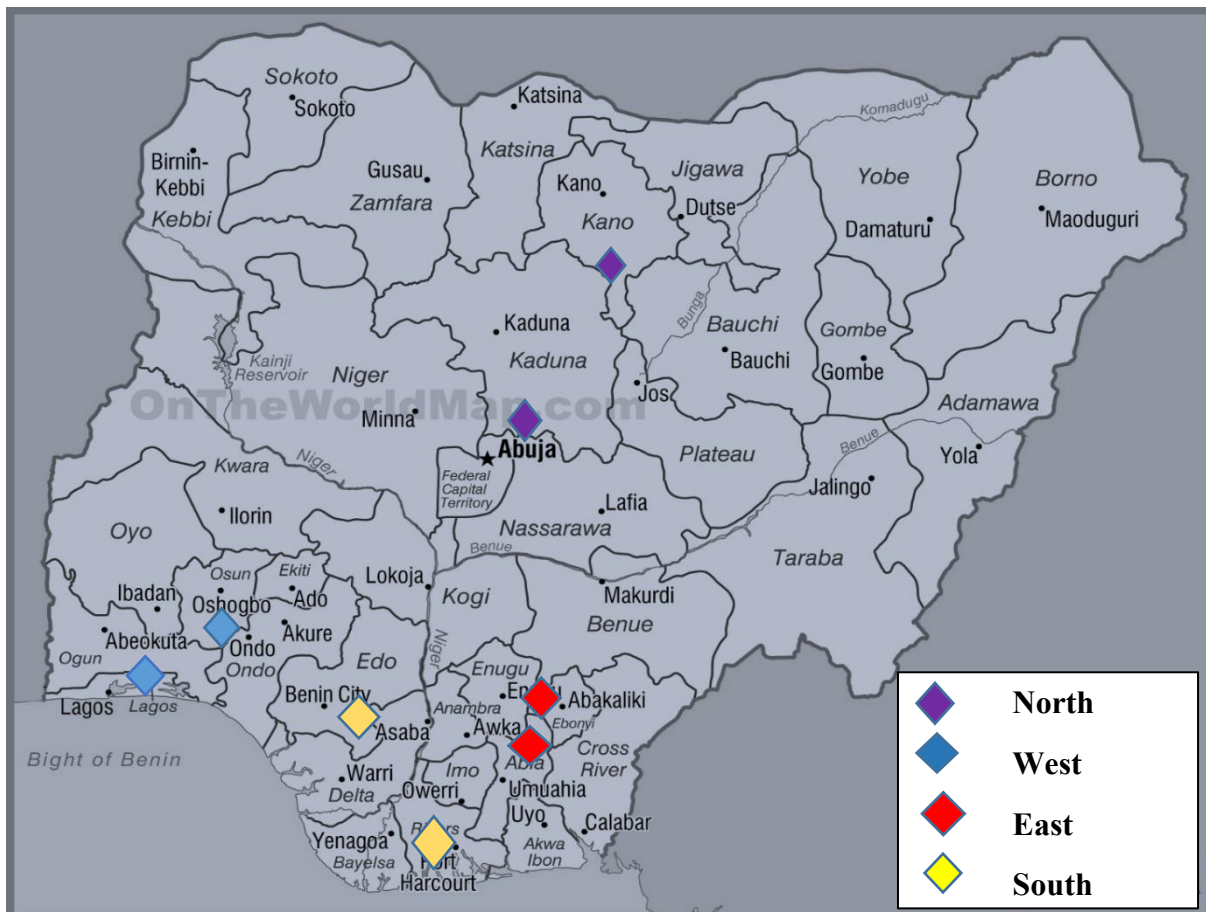 Sokoto
Sokoto
Katsina
Katsina
Komadugu
Birnin-
Kebbi
Kebbi
Gusau
Zamfara
Kano
Kano
Jigawa
Dutse
Yobe
Damaturu
Borno
Maoduguri
Kaduna
Kaduna
Bunga
Bauchi
Bauchi
Gombe
Gombe
Kainji
Reservoir
Niger
OnTheWorldMap.com
Minna
Jos
Adamawa
Abuja
Federal
Capital
Territory
Plateau
Benue
Yola
Jalingo
Kwara
Niger
Ilorin
Oyo
Lafia
Nassarawa
Benue
Taraba
Osun
Oshogbo
Ekiti
Ado
Ibadan
Lokoja
Kogi
Makurdi
Benue
Abeokuta
Ogun
Ondo
Ondo
Akure
Edo
Niger
Enugu
Enugu
Abakaliki
Ebonyi
Lagos
Lagos
Benin City
Asaba
Anambra
Awka
Cross
River
Bight of Benin
Warri
Delta
Imo
Owerri
Abia
Umuahia
Uyo
Calabar
Yenagoa
Bayelsa
Rivers
Port
Harcourt
Akwa
Ibon
North
West
East
South